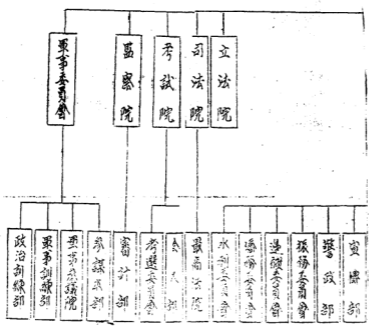 立法院
司法院
考試院
監察院
軍事委員會
宣傳部
警政部
振務委員會
水利委員會
最高法院
考選委員會
審計部
參謀本部
軍事參議院
軍事訓練部
政治訓練部